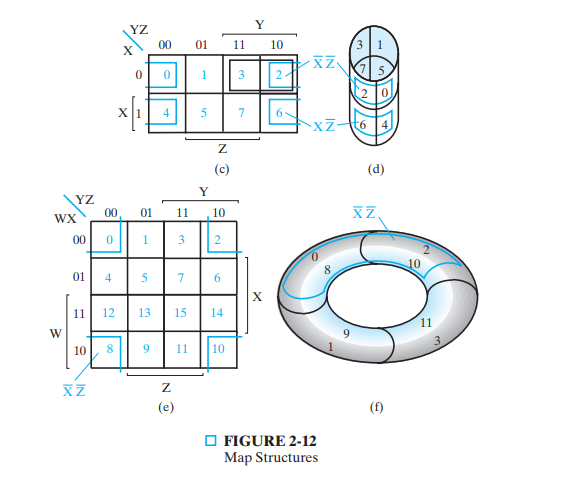 YZ
Y
X
00 01 11 10
0 0 1 3 2
X̅ Z̅
X 1 4 5 7 6
X Z̅
Z
(c)
3 1
7 5
2 0
6 4
(d)
YZ
Y
WX
00 01 11 10
00 0 1 3 2
01 4 5 7 6
X
11 12 13 15 14
W
10 8 9 11 10
X̅ Z̅
Z
(e)
X̅ Z̅
0 2
8 10
9 11
1 3
(f)
FIGURE 2-12
Map Structures